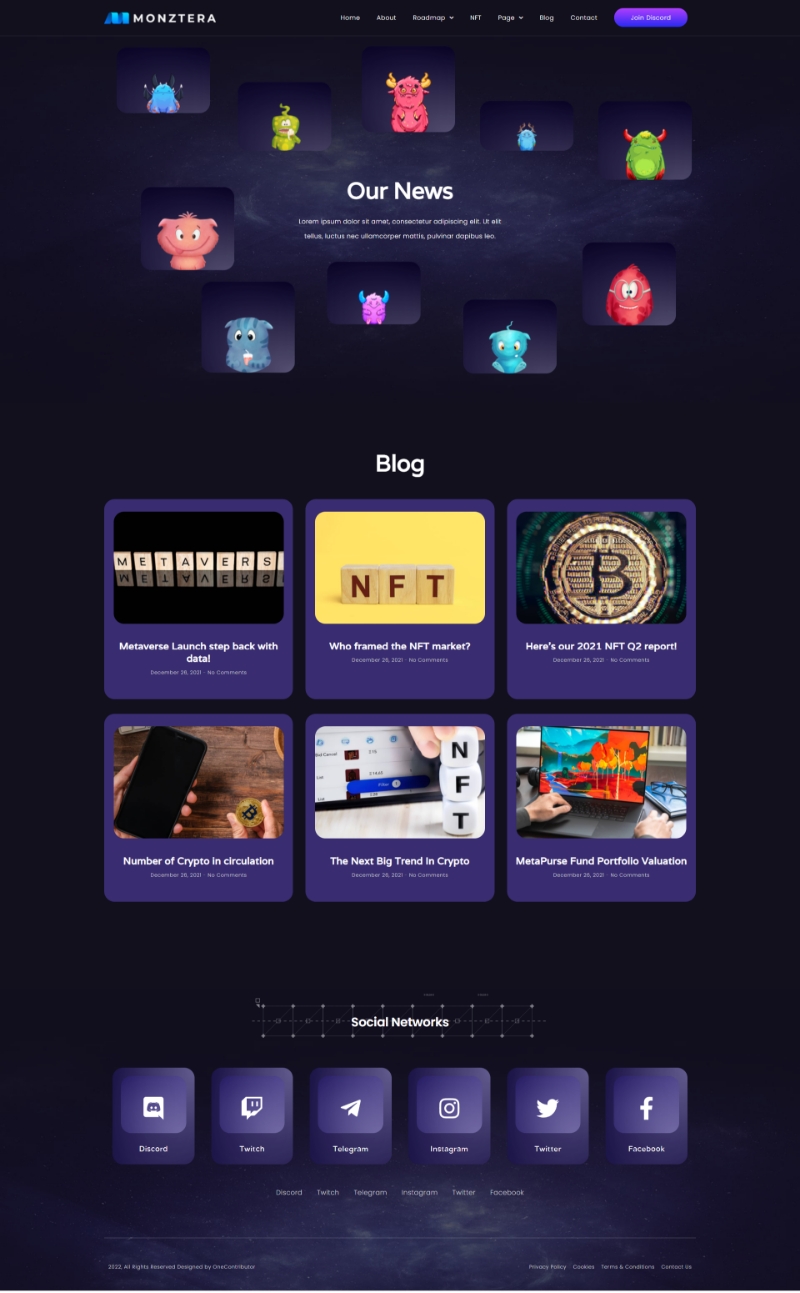 MONZTERA
Home About Roadmap NFT Page Blog Contact Join Discord
Our News
Lorem ipsum dolor sit amet, consectetur adipiscing elit. Ut elit
tellus, luctus nec ullamcorper mattis, pulvinar dapibus leo.
Blog
METAVERS
NFT
B
Metaverse Launch step back with
data!
December 26, 2021 · No Comments
Who framed the NFT market?
December 26, 2021 · No Comments
Here's our 2021 NFT Q2 report!
December 26, 2021 · No Comments
N
F
T
Filter
Number of Crypto in circulation
December 26, 2021 · No Comments
The Next Big Trend In Crypto
December 26, 2021 · No Comments
MetaPurse Fund Portfolio Valuation
December 26, 2021 · No Comments
Social Networks
Discord Twitch Telegram Instagram Twitter Facebook
Discord Twitch Telegram Instagram Twitter Facebook
2022, All Rights Reserved Designed by OneContributor
Privacy Policy Cookies Terms & Conditions Contact Us